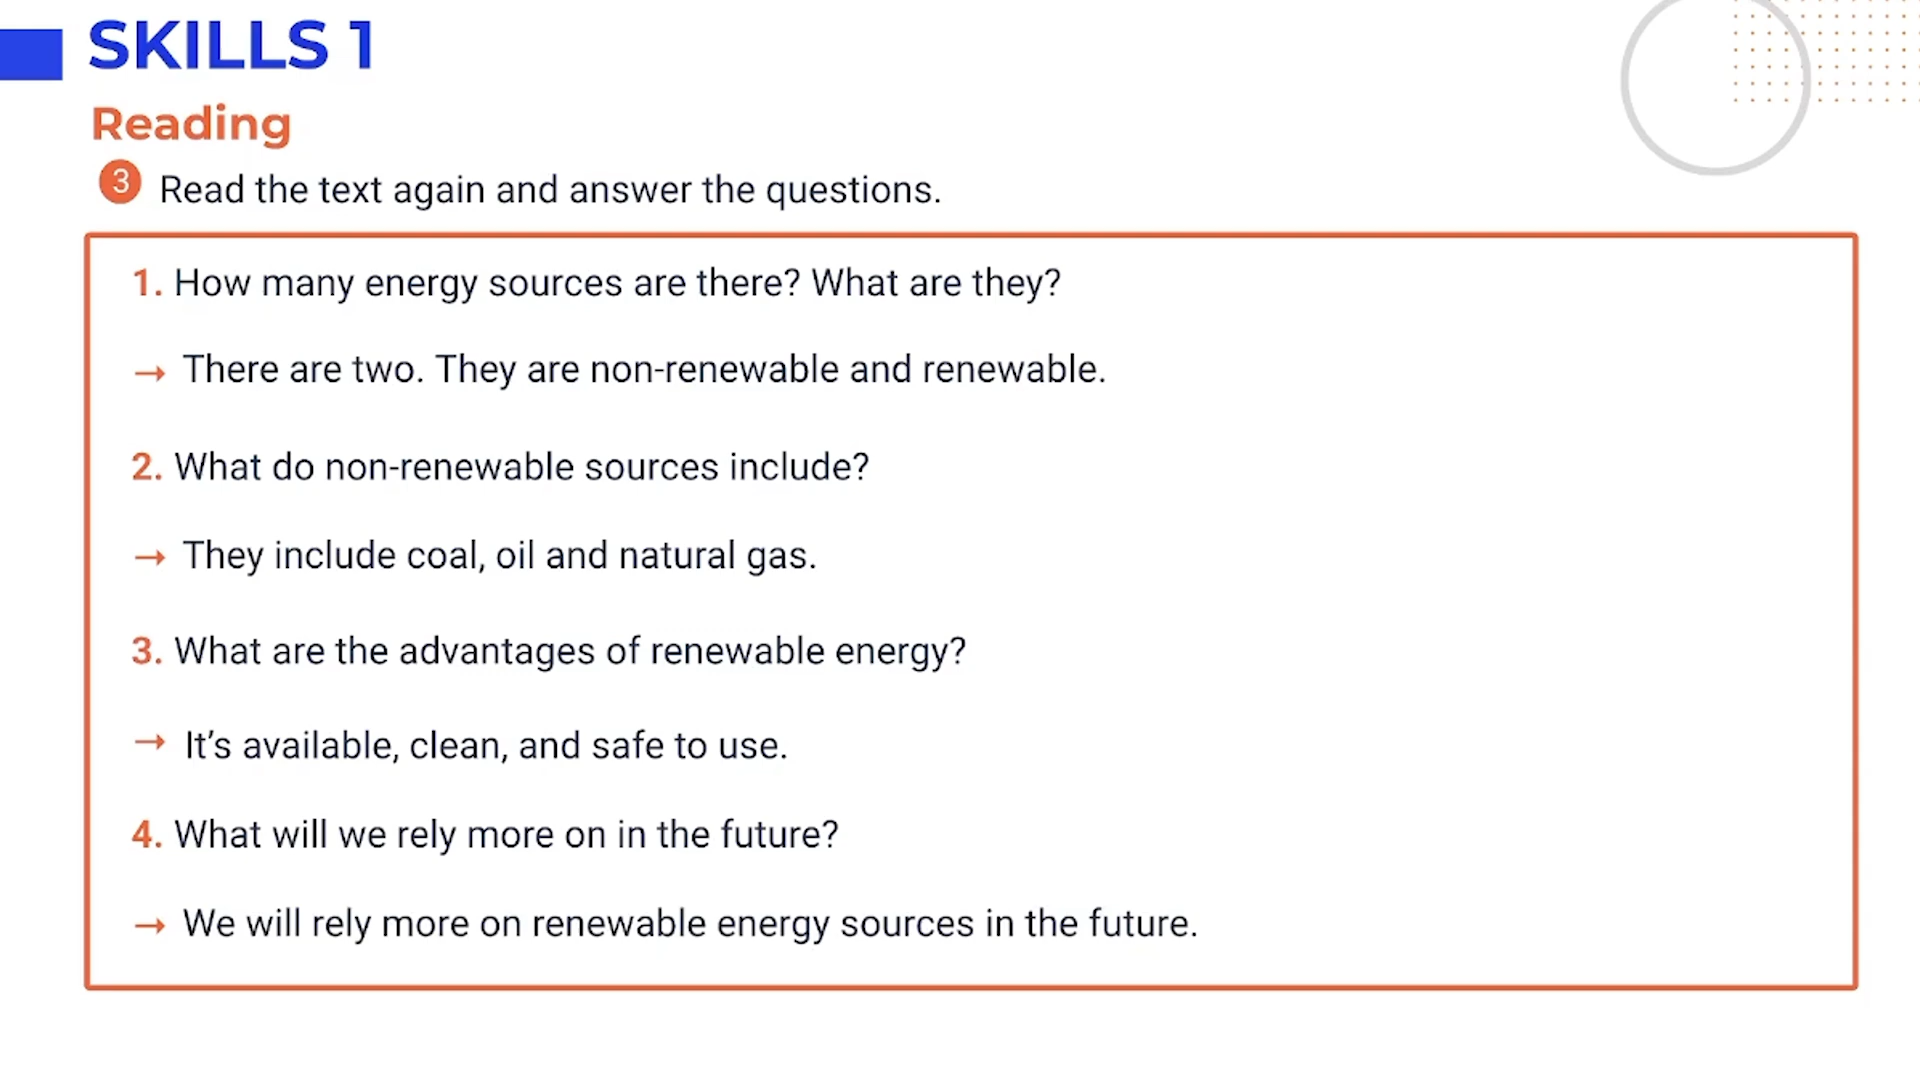 SKILLS 1
Reading
3 Read the text again and answer the questions.
1. How many energy sources are there? What are they?
→ There are two. They are non-renewable and renewable.
2. What do non-renewable sources include?
→ They include coal, oil and natural gas.
3. What are the advantages of renewable energy?
→ It’s available, clean, and safe to use.
4. What will we rely more on in the future?
→ We will rely more on renewable energy sources in the future.